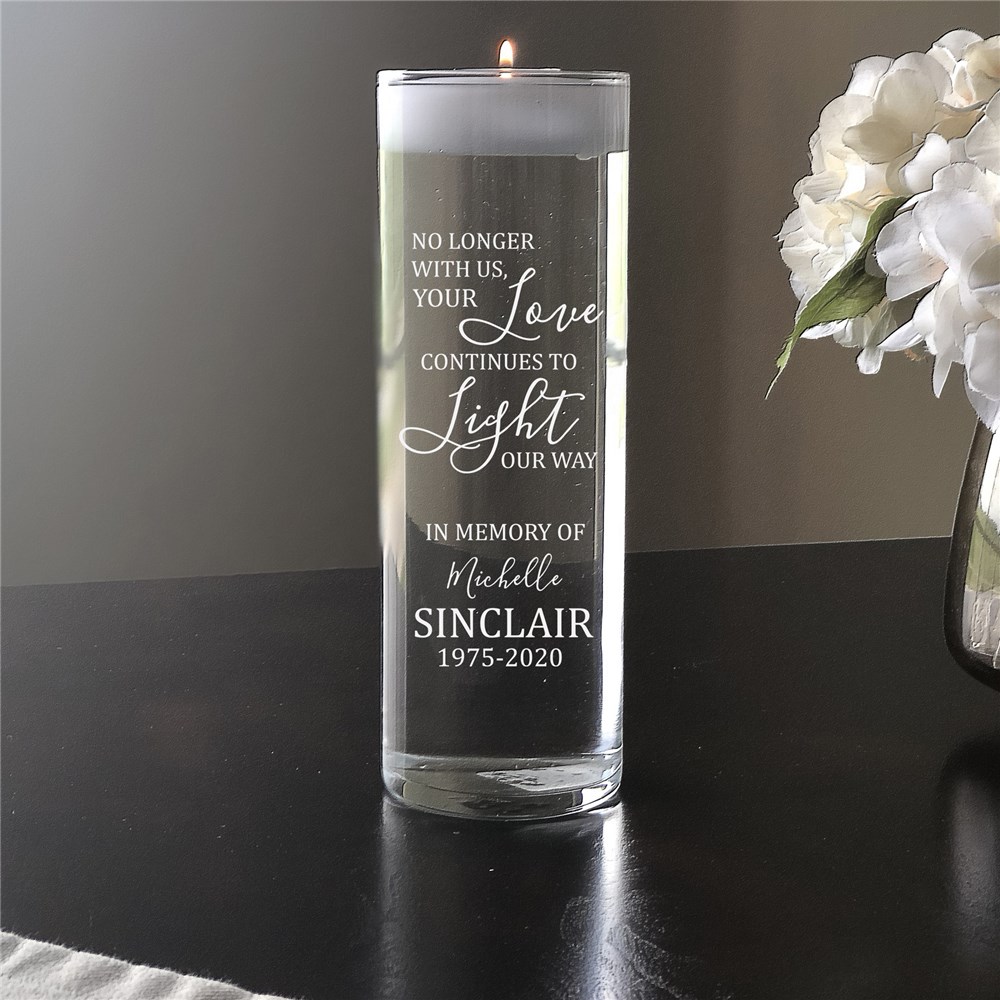 NO LONGER
WITH US,
YOUR Love
CONTINUES TO
Light
OUR WAY
IN MEMORY OF
Michelle
SINCLAIR
1975-2020